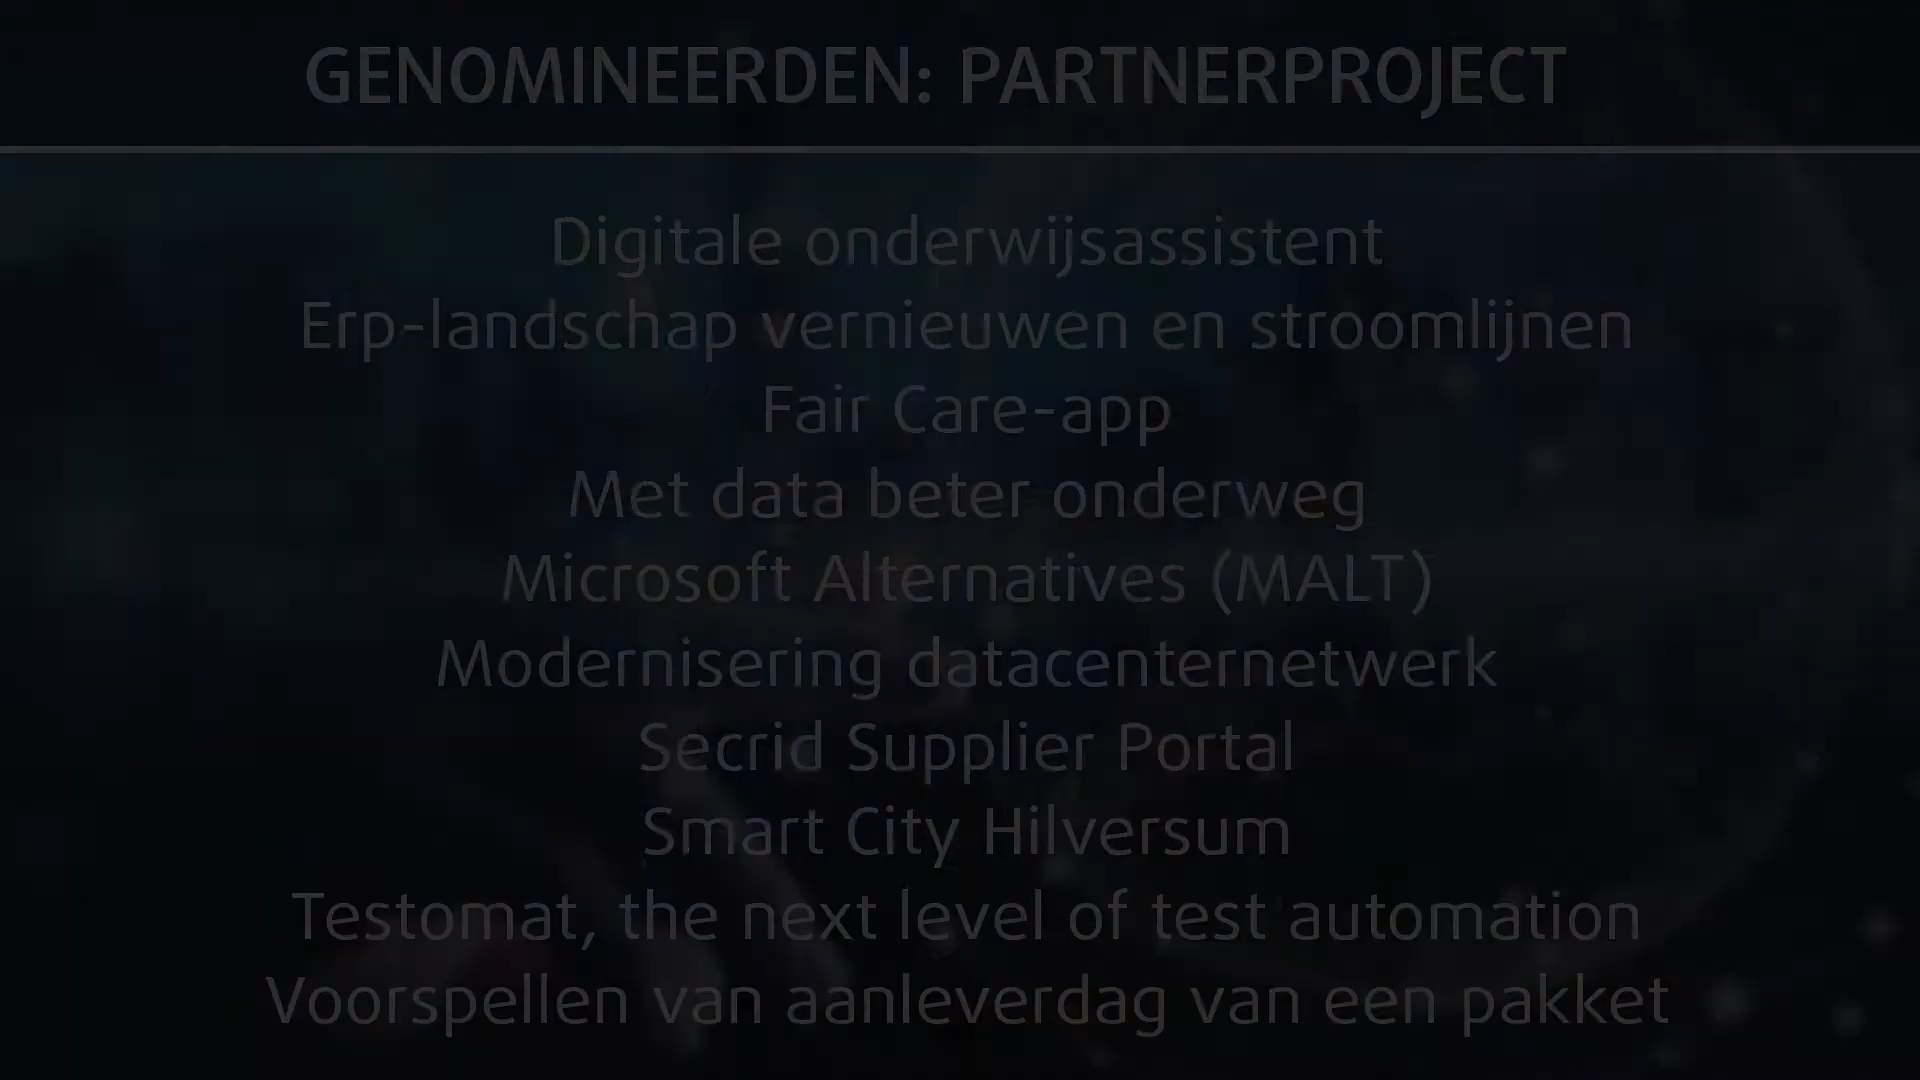 GENOMINEERDEN: PARTNERPROJECT
Digitale onderwijsassistent
Erp-landschap vernieuwen en stroomlijnen
Fair Care-app
Met data beter onderweg
Microsoft Alternatives (MALT)
Modernisering datacenternetwerk
Secrid Supplier Portal
Smart City Hilversum
Testomat, the next level of test automation
Voorspellen van aanleverdag van een pakket